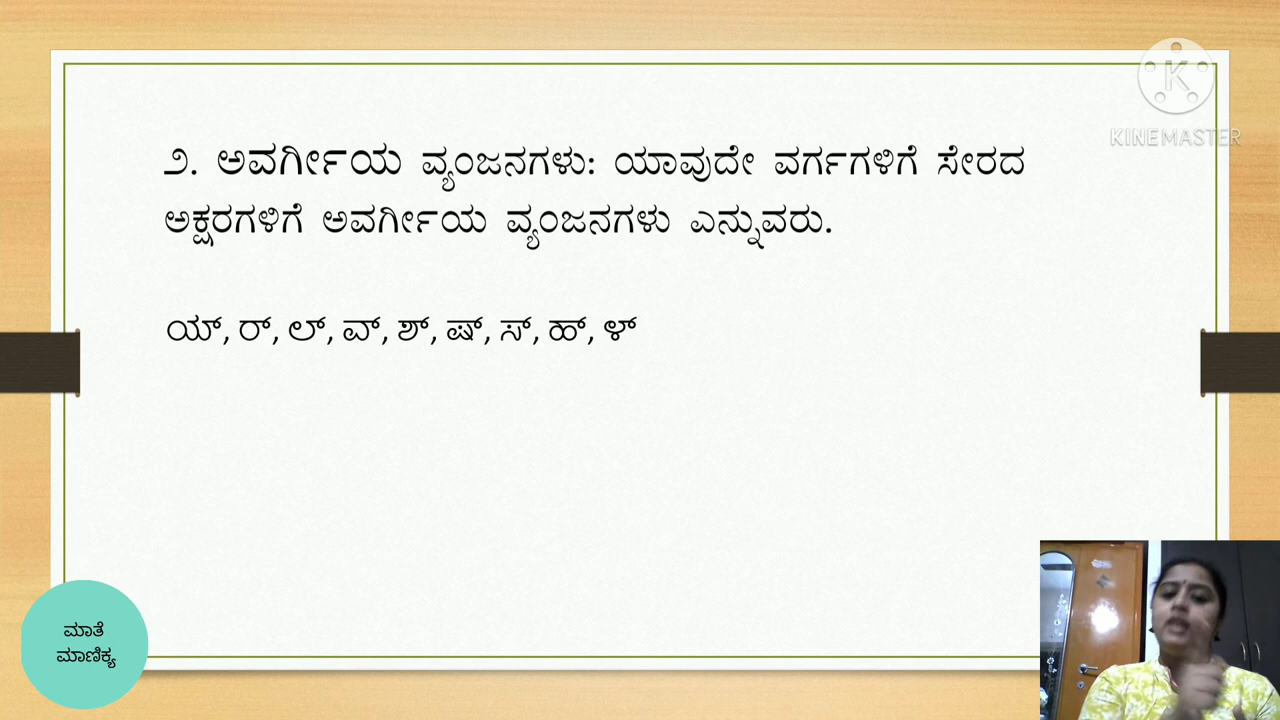 ೨. ಅವರ್ಗೀಯ ವ್ಯಂಜನಗಳು: ಯಾವುದೇ ವರ್ಗಗಳಿಗೆ ಸೇರದ
ಅಕ್ಷರಗಳಿಗೆ ಅವರ್ಗೀಯ ವ್ಯಂಜನಗಳು ಎನ್ನುವರು.
ಯ್, ರ್, ಲ್, ವ್, ಶ್, ಷ್, ಸ್, ಹ್, ಳ್
K
KINEMASTER
ಮಾತೆ
ಮಾಣಿಕ್ಯ